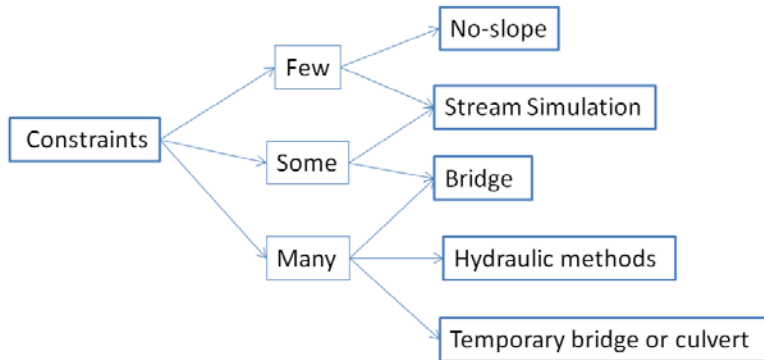 No-slope
Few
Stream Simulation
Constraints
Some
Bridge
Many
Hydraulic methods
Temporary bridge or culvert